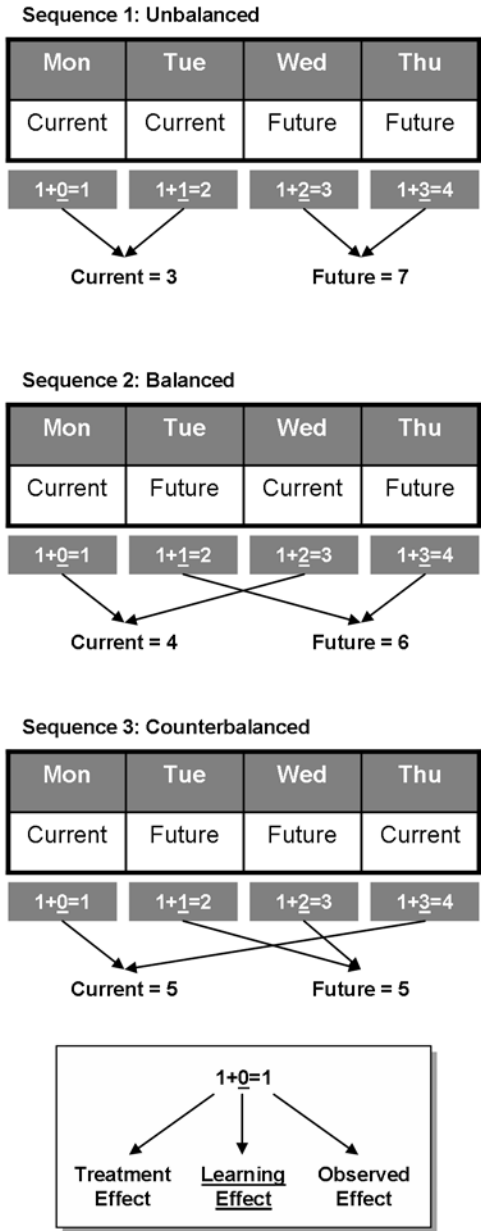 Sequence 1: Unbalanced
Mon Tue Wed Thu
Current Current Future Future
1+0=1 1+1=2 1+2=3 1+3=4
Current = 3 Future = 7
Sequence 2: Balanced
Mon Tue Wed Thu
Current Future Current Future
1+0=1 1+1=2 1+2=3 1+3=4
Current = 4 Future = 6
Sequence 3: Counterbalanced
Mon Tue Wed Thu
Current Future Future Current
1+0=1 1+1=2 1+2=3 1+3=4
Current = 5 Future = 5
1+0=1
Treatment Learning Observed
Effect Effect Effect